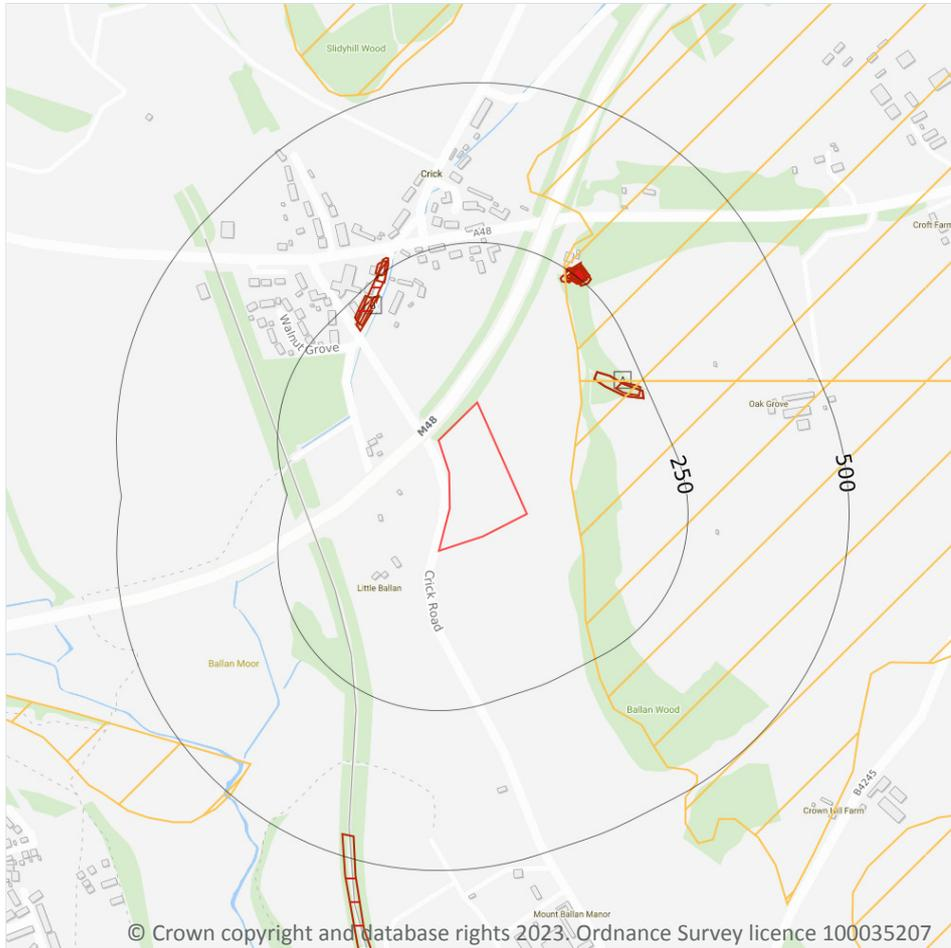 Slidyhill Wood
Crick
A48
Croft Farm
B
Walnut Grove
A
Oak Grove
M48
250
500
Little Ballan
Crick Road
Ballan Moor
Ballan Wood
B4245
Crown Hill Farm
Mount Ballan Manor
© Crown copyright and database rights 2023. Ordnance Survey licence 100035207